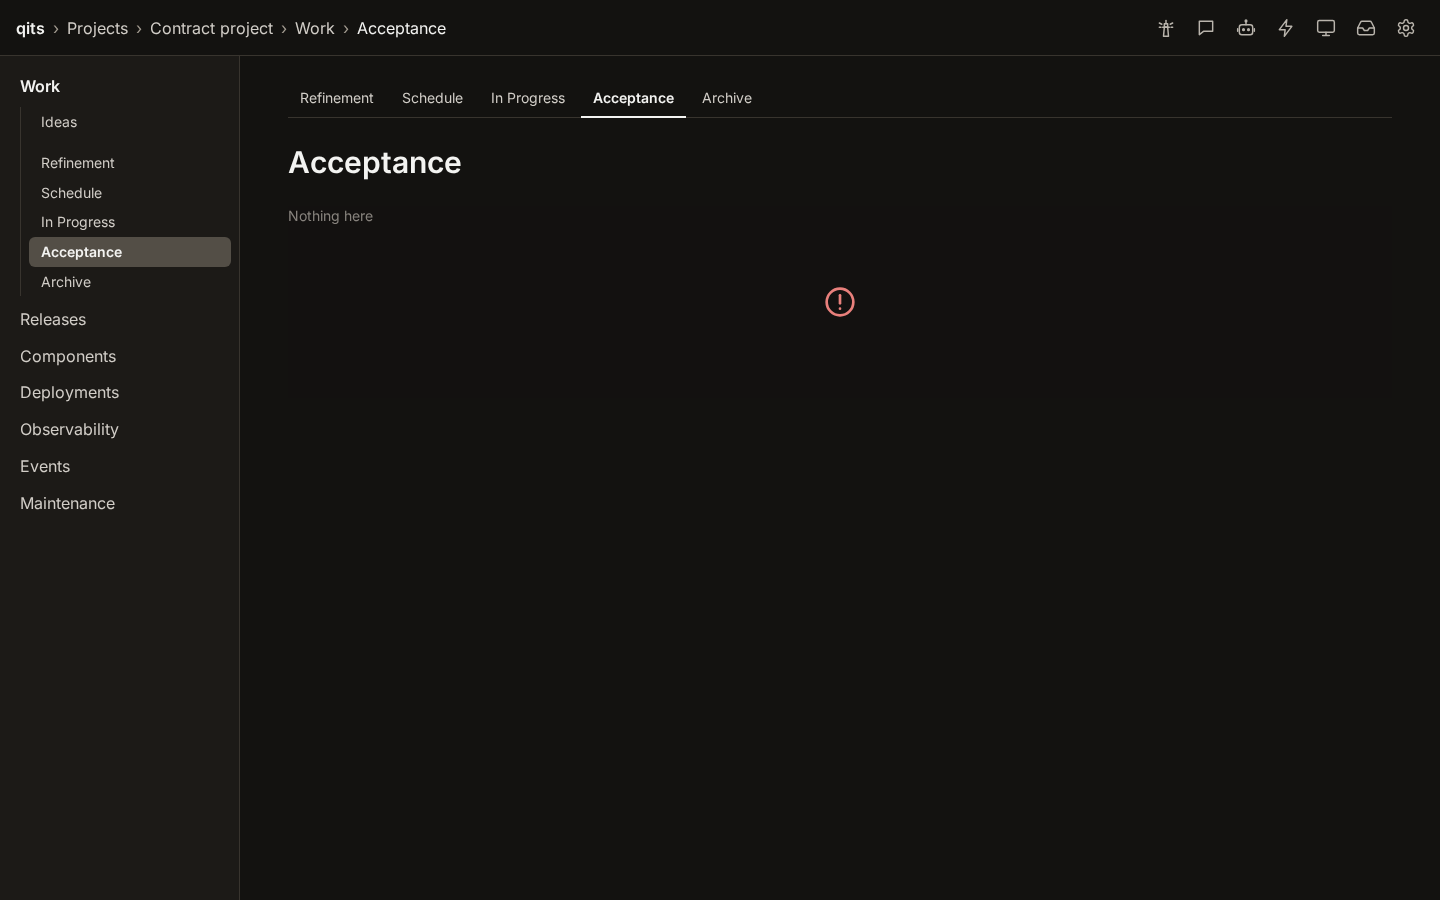 qits › Projects › Contract project › Work › Acceptance
Work
Ideas
Refinement
Schedule
In Progress
Acceptance
Archive
Releases
Components
Deployments
Observability
Events
Maintenance
Refinement Schedule In Progress Acceptance Archive
Acceptance
Nothing here